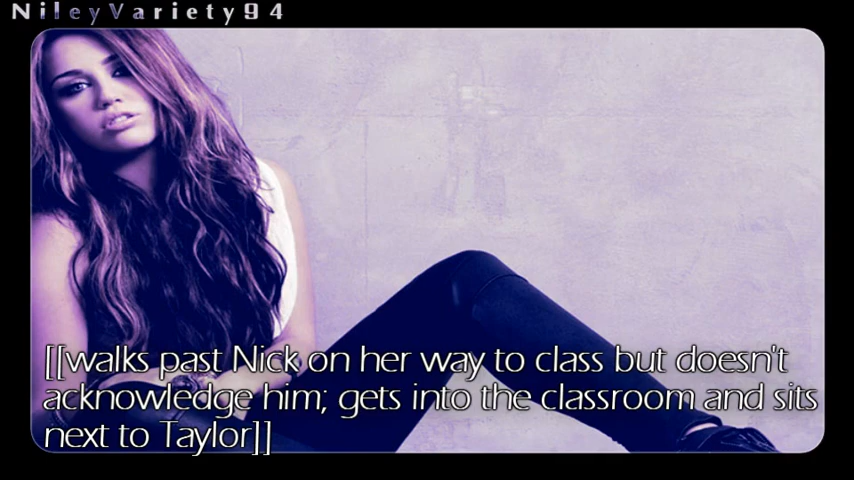 NileyVariety94
[[walks past Nick on her way to class but doesn't
acknowledge him; gets into the classroom and sits
next to Taylor]]